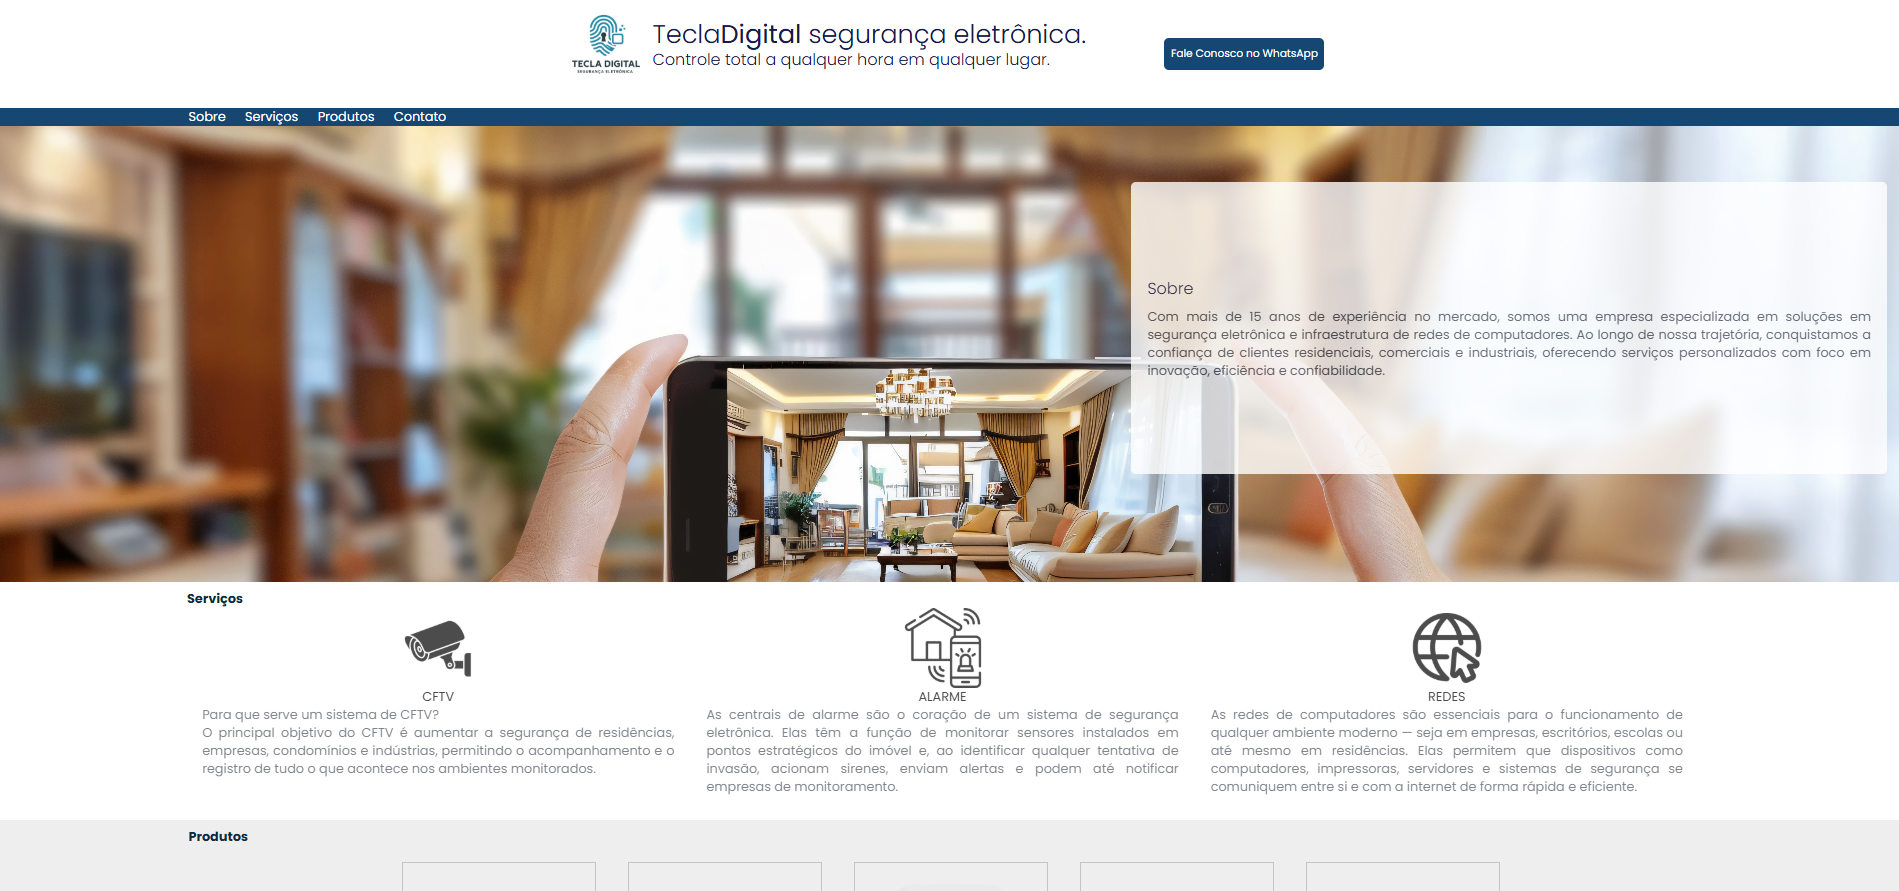 TECLA DIGITAL
SEGURANÇA ELETRÔNICA
TeclaDigital segurança eletrônica.
Controle total a qualquer hora em qualquer lugar.
Fale Conosco no WhatsApp
Sobre Serviços Produtos Contato
Sobre
Com mais de 15 anos de experiência no mercado, somos uma empresa especializada em soluções em
segurança eletrônica e infraestrutura de redes de computadores. Ao longo de nossa trajetória, conquistamos a
confiança de clientes residenciais, comerciais e industriais, oferecendo serviços personalizados com foco em
inovação, eficiência e confiabilidade.
Serviços
CFTV
Para que serve um sistema de CFTV?
O principal objetivo do CFTV é aumentar a segurança de residências,
empresas, condomínios e indústrias, permitindo o acompanhamento e o
registro de tudo o que acontece nos ambientes monitorados.
ALARME
As centrais de alarme são o coração de um sistema de segurança
eletrônica. Elas têm a função de monitorar sensores instalados em
pontos estratégicos do imóvel e, ao identificar qualquer tentativa de
invasão, acionam sirenes, enviam alertas e podem até notificar
empresas de monitoramento.
REDES
As redes de computadores são essenciais para o funcionamento de
qualquer ambiente moderno — seja em empresas, escritórios, escolas ou
até mesmo em residências. Elas permitem que dispositivos como
computadores, impressoras, servidores e sistemas de segurança se
comuniquem entre si e com a internet de forma rápida e eficiente.
Produtos